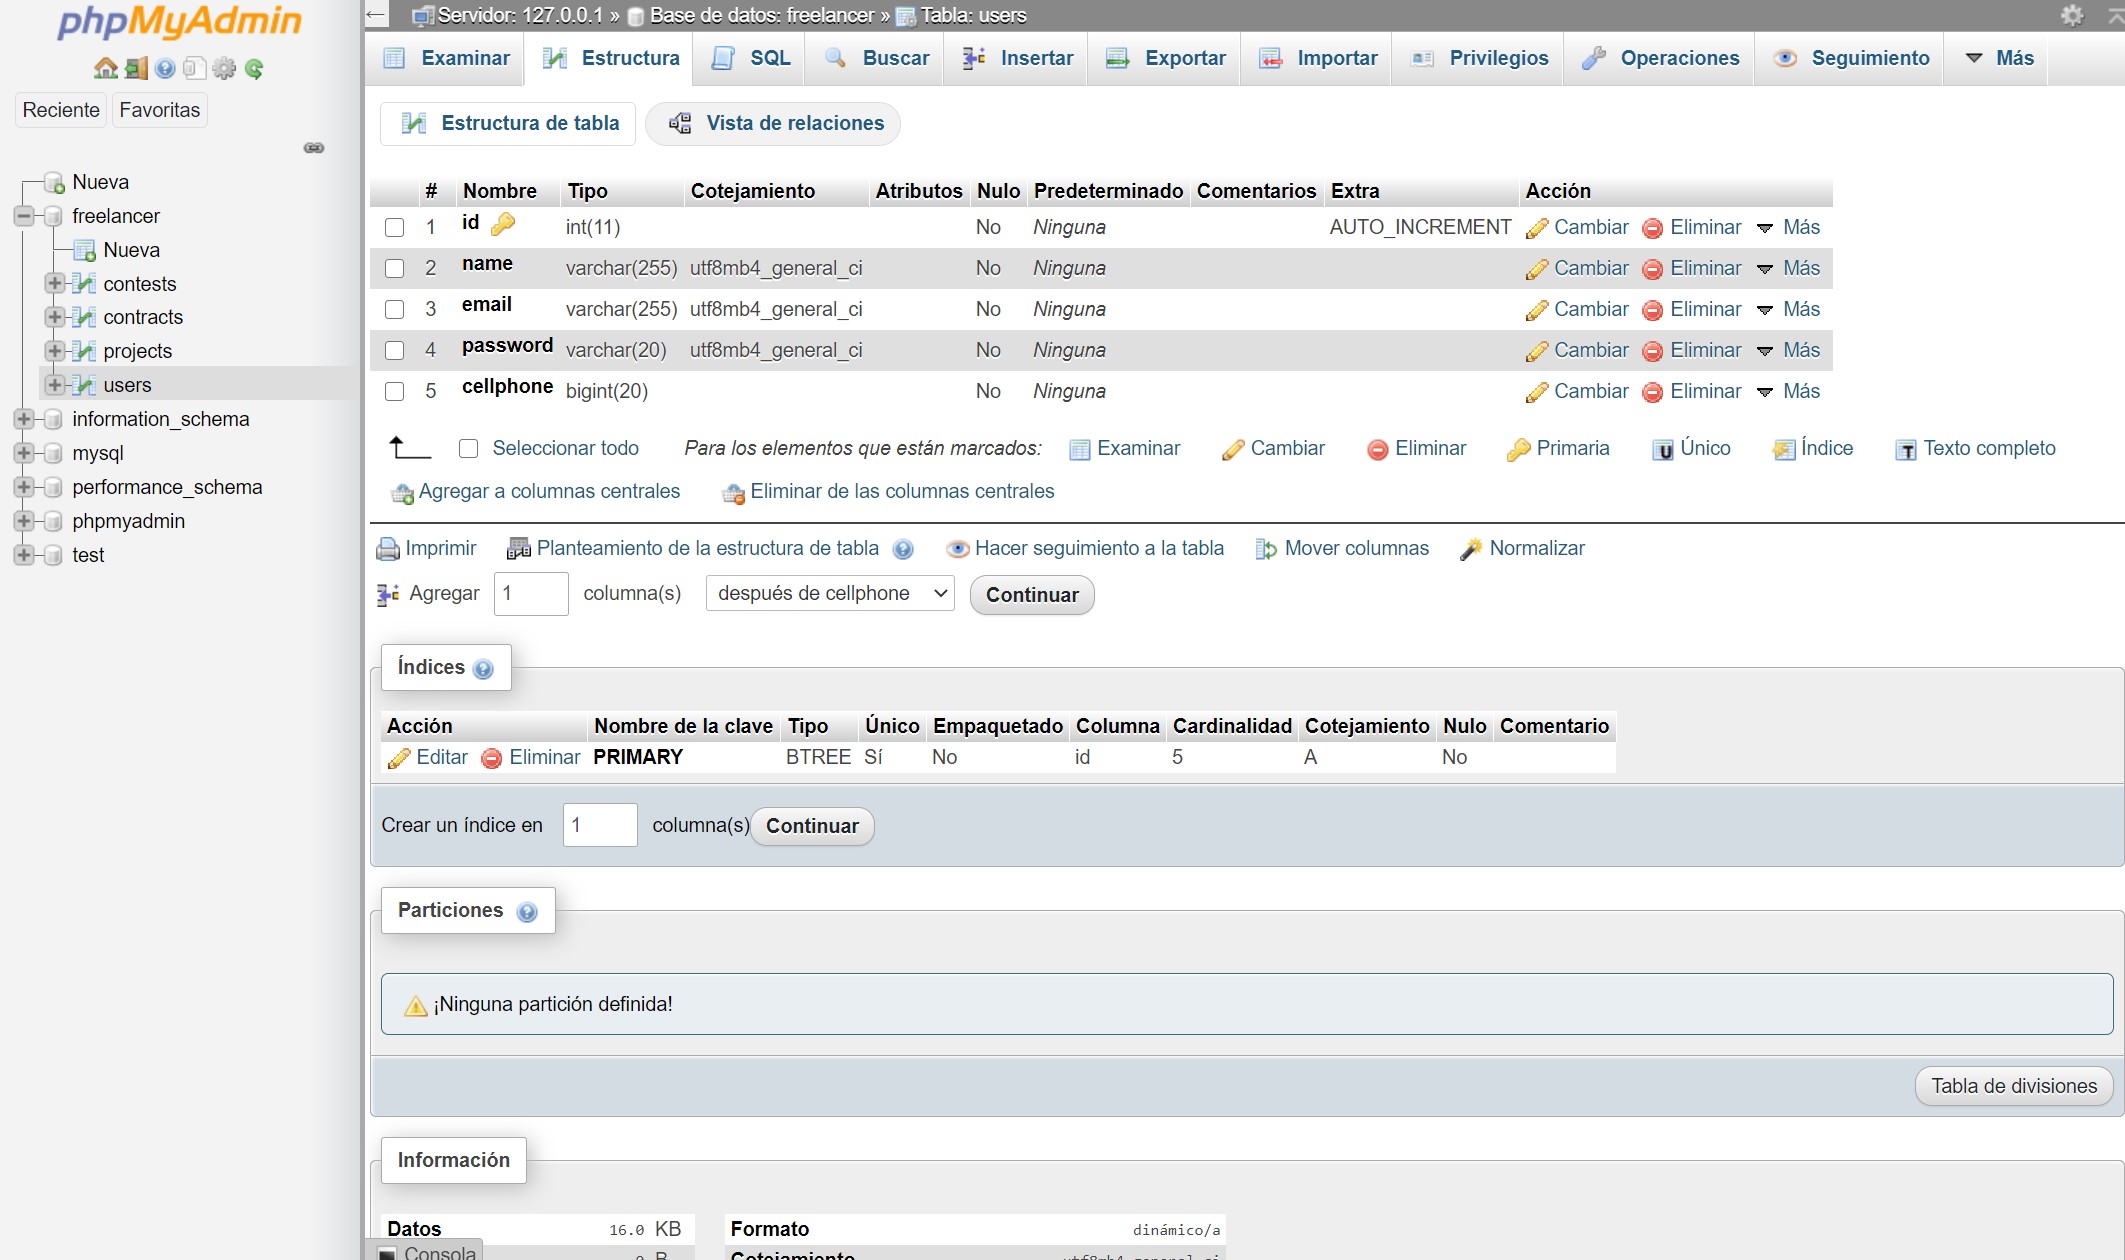 phpMyAdmin
Reciente Favoritas
Nueva
freelancer
Nueva
contests
contracts
projects
users
information_schema
mysql
performance_schema
phpmyadmin
test
← Servidor: 127.0.0.1 » Base de datos: freelancer » Tabla: users
Examinar Estructura SQL Buscar Insertar Exportar Importar Privilegios Operaciones Seguimiento Más
Estructura de tabla Vista de relaciones
# Nombre Tipo Cotejamiento Atributos Nulo Predeterminado Comentarios Extra Acción
1 id int(11) No Ninguna AUTO_INCREMENT Cambiar Eliminar Más
2 name varchar(255) utf8mb4_general_ci No Ninguna Cambiar Eliminar Más
3 email varchar(255) utf8mb4_general_ci No Ninguna Cambiar Eliminar Más
4 password varchar(20) utf8mb4_general_ci No Ninguna Cambiar Eliminar Más
5 cellphone bigint(20) No Ninguna Cambiar Eliminar Más
Seleccionar todo Para los elementos que están marcados: Examinar Cambiar Eliminar Primaria Único Índice Texto completo
Agregar a columnas centrales Eliminar de las columnas centrales
Imprimir Planteamiento de la estructura de tabla Hacer seguimiento a la tabla Mover columnas Normalizar
Agregar 1 columna(s) después de cellphone Continuar
Índices
Acción Nombre de la clave Tipo Único Empaquetado Columna Cardinalidad Cotejamiento Nulo Comentario
Editar Eliminar PRIMARY BTREE Sí No id 5 A No
Crear un índice en 1 columna(s) Continuar
Particiones
¡Ninguna partición definida!
Tabla de divisiones
Información
Datos 16.0 KB Formato dinámico/a
Consola 0 B Cotejamiento utf8mb4_general_ci